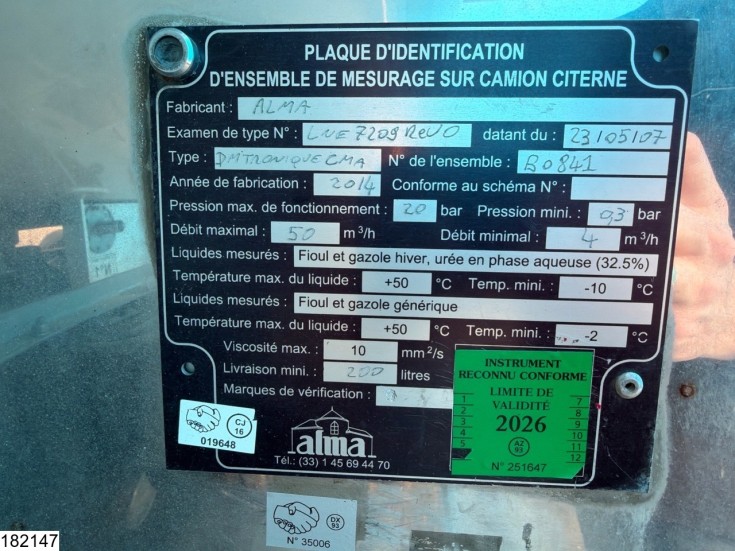 PLAQUE D'IDENTIFICATION
D'ENSEMBLE DE MESURAGE SUR CAMION CITERNE
Fabricant : ALMA
Examen de type N° : LNE 7209 RevO datant du : 23/05/07
Type : DMTRONIQUE CMA N° de l'ensemble : B0841
Année de fabrication : 2014 Conforme au schéma N° :
Pression max. de fonctionnement : 20 bar Pression mini. : 0,3 bar
Débit maximal : 50 m³/h Débit minimal : 4 m³/h
Liquides mesurés : Fioul et gazole hiver, urée en phase aqueuse (32.5%)
Température max. du liquide : +50 °C Temp. mini. : -10 °C
Liquides mesurés : Fioul et gazole générique
Température max. du liquide : +50 °C Temp. mini. : -2 °C
Viscosité max. : 10 mm²/s
Livraison mini. : 200 litres
Marques de vérification :
INSTRUMENT
RECONNU CONFORME
LIMITE DE
VALIDITÉ
2026
1 2 3 4 5
7 8 9 10 11 12
AZ
93
N° 251647
CJ
16
019648
alma
Tél.: (33) 1 45 69 44 70
DX
93
N° 35006
182147